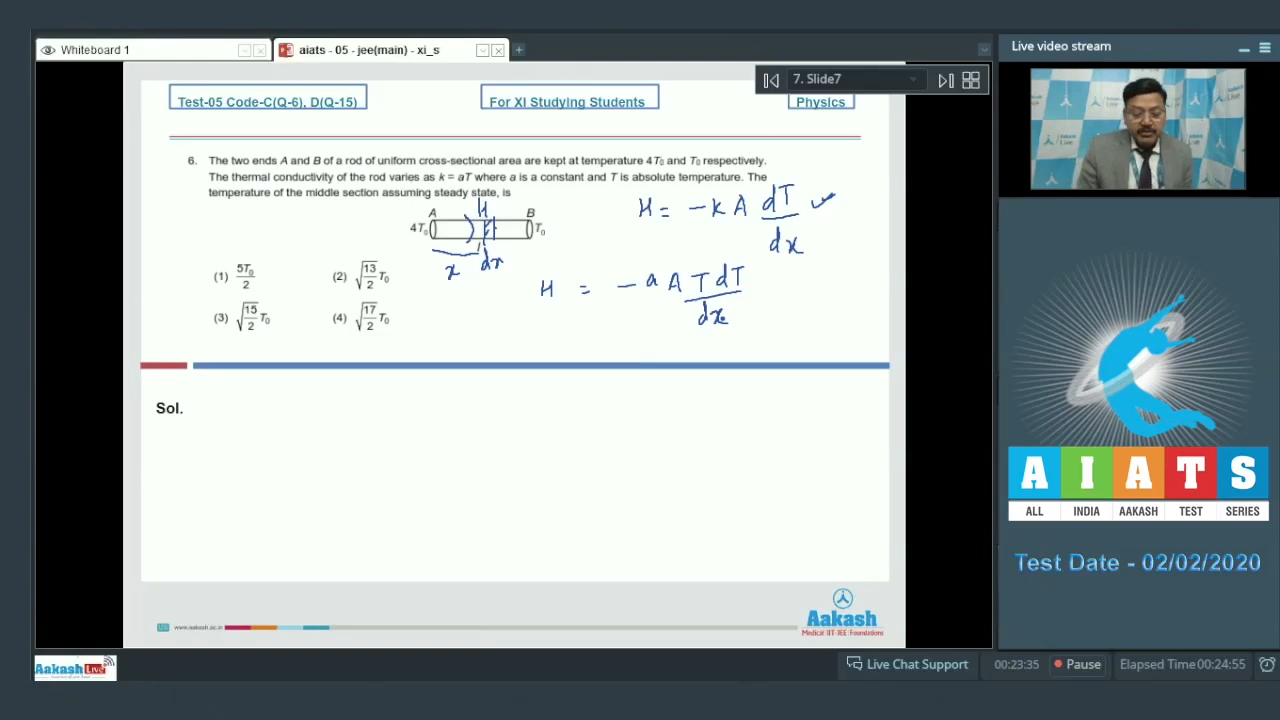 Whiteboard 1
aiats - 05 - jee(main) - xi_s
Live video stream
7. Slide7
Test-05 Code-C(Q-6), D(Q-15)
For XI Studying Students
Physics
6. The two ends A and B of a rod of uniform cross-sectional area are kept at temperature 4T₀ and T₀ respectively.
The thermal conductivity of the rod varies as k = aT where a is a constant and T is absolute temperature. The
temperature of the middle section assuming steady state, is
H = -k A dT/dx
A H B
4T₀ T₀
x dx
H = - a A T dT/dx
(1) 5T₀/2
(2) √13/2 T₀
(3) √15/2 T₀
(4) √17/2 T₀
Sol.
www.aakash.ac.in
Aakash
Medical|IIT-JEE|Foundations
A I A T S
ALL INDIA AAKASH TEST SERIES
Test Date - 02/02/2020
Aakash Live
Live Chat Support
00:23:35
Pause
Elapsed Time 00:24:55